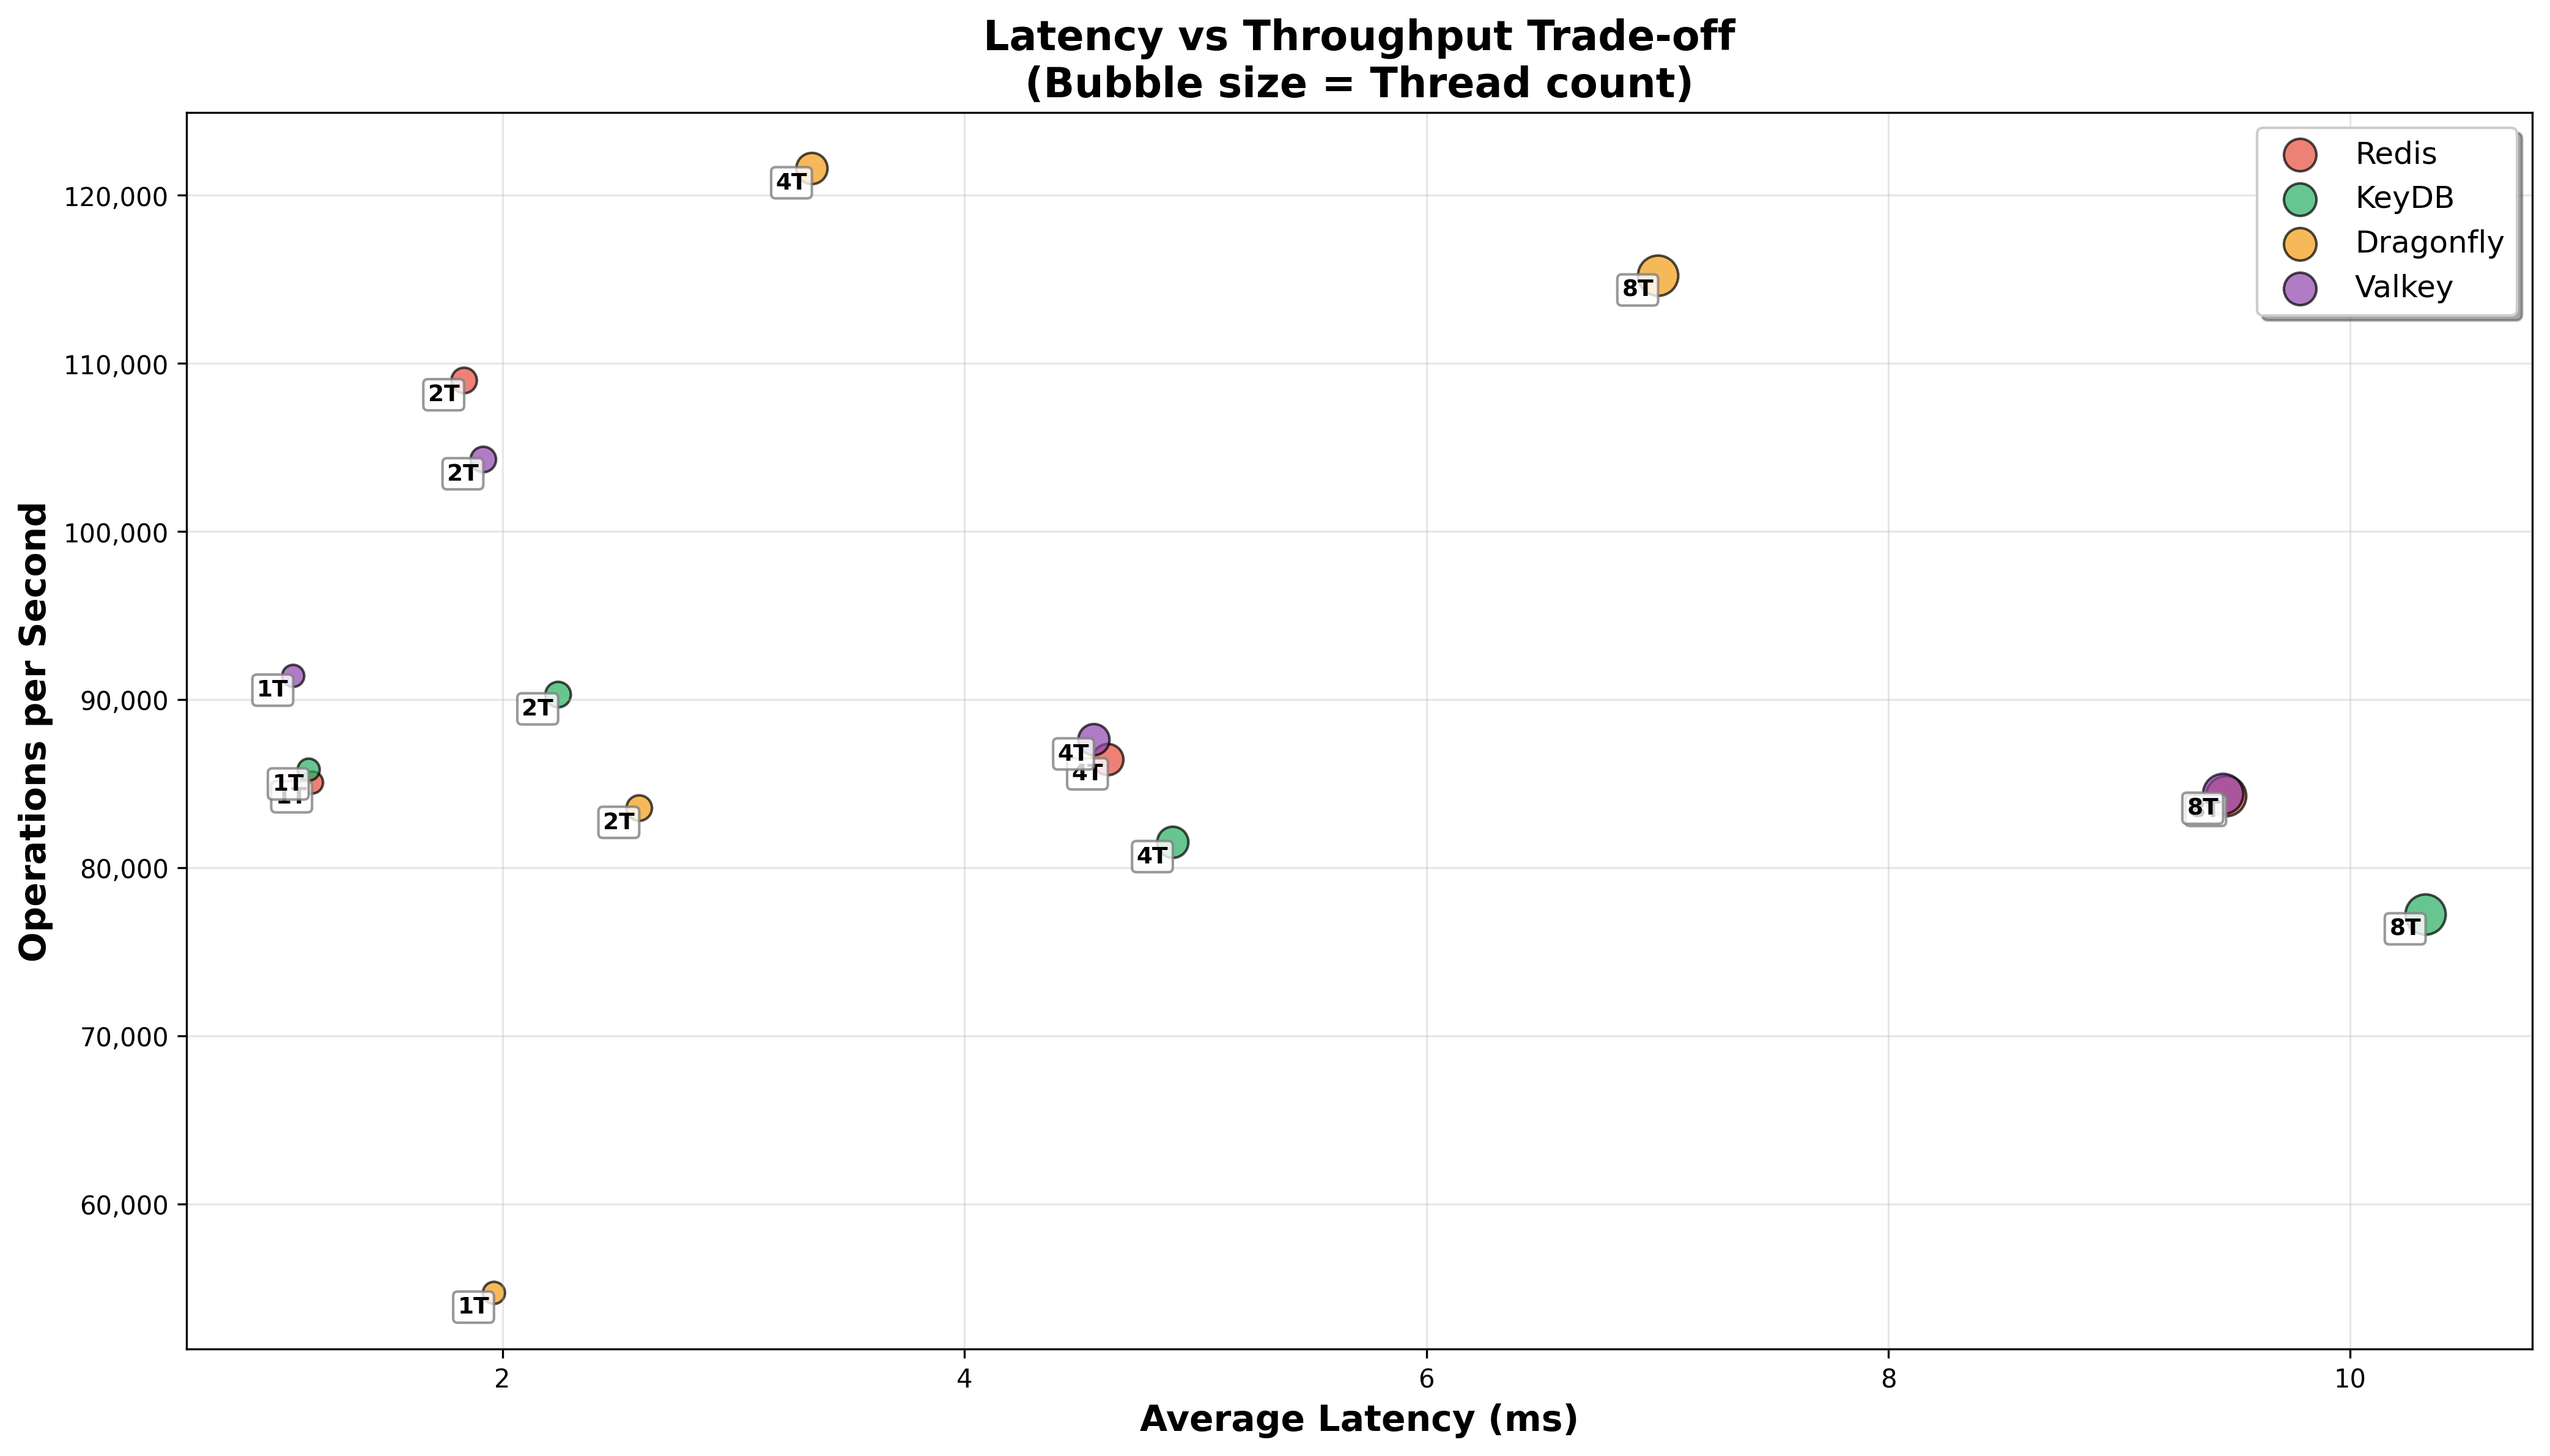 Latency vs Throughput Trade-off
(Bubble size = Thread count)
Redis
KeyDB
Dragonfly
Valkey
Operations per Second
120,000
110,000
100,000
90,000
80,000
70,000
60,000
4T
8T
2T
2T
1T
2T
4T
4T
1T
1T
8T
2T
4T
8T
1T
2
4
6
8
10
Average Latency (ms)